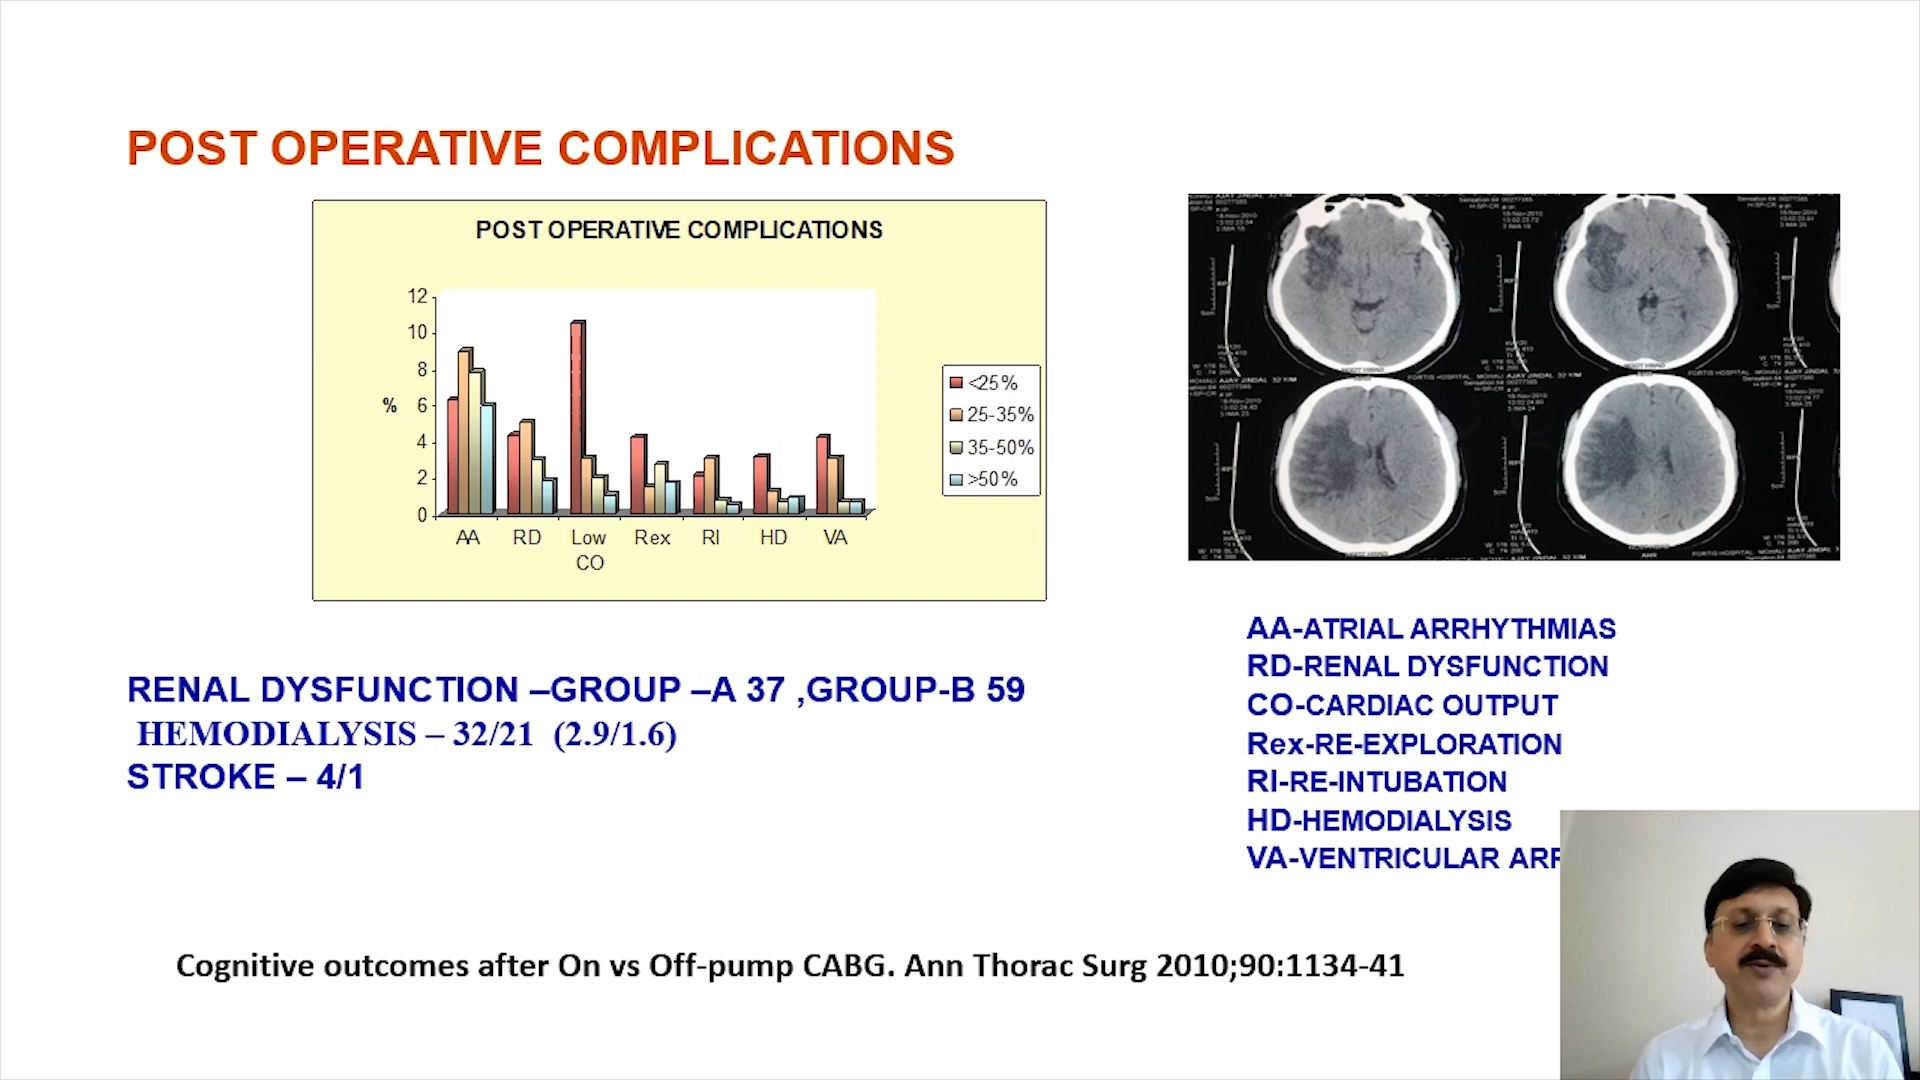 POST OPERATIVE COMPLICATIONS
POST OPERATIVE COMPLICATIONS
%
12
10
8
6
4
2
0
AA RD Low CO Rex RI HD VA
<25%
25-35%
35-50%
>50%
RENAL DYSFUNCTION –GROUP –A 37 ,GROUP-B 59
HEMODIALYSIS – 32/21 (2.9/1.6)
STROKE – 4/1
AA-ATRIAL ARRHYTHMIAS
RD-RENAL DYSFUNCTION
CO-CARDIAC OUTPUT
Rex-RE-EXPLORATION
RI-RE-INTUBATION
HD-HEMODIALYSIS
VA-VENTRICULAR
Cognitive outcomes after On vs Off-pump CABG. Ann Thorac Surg 2010;90:1134-41